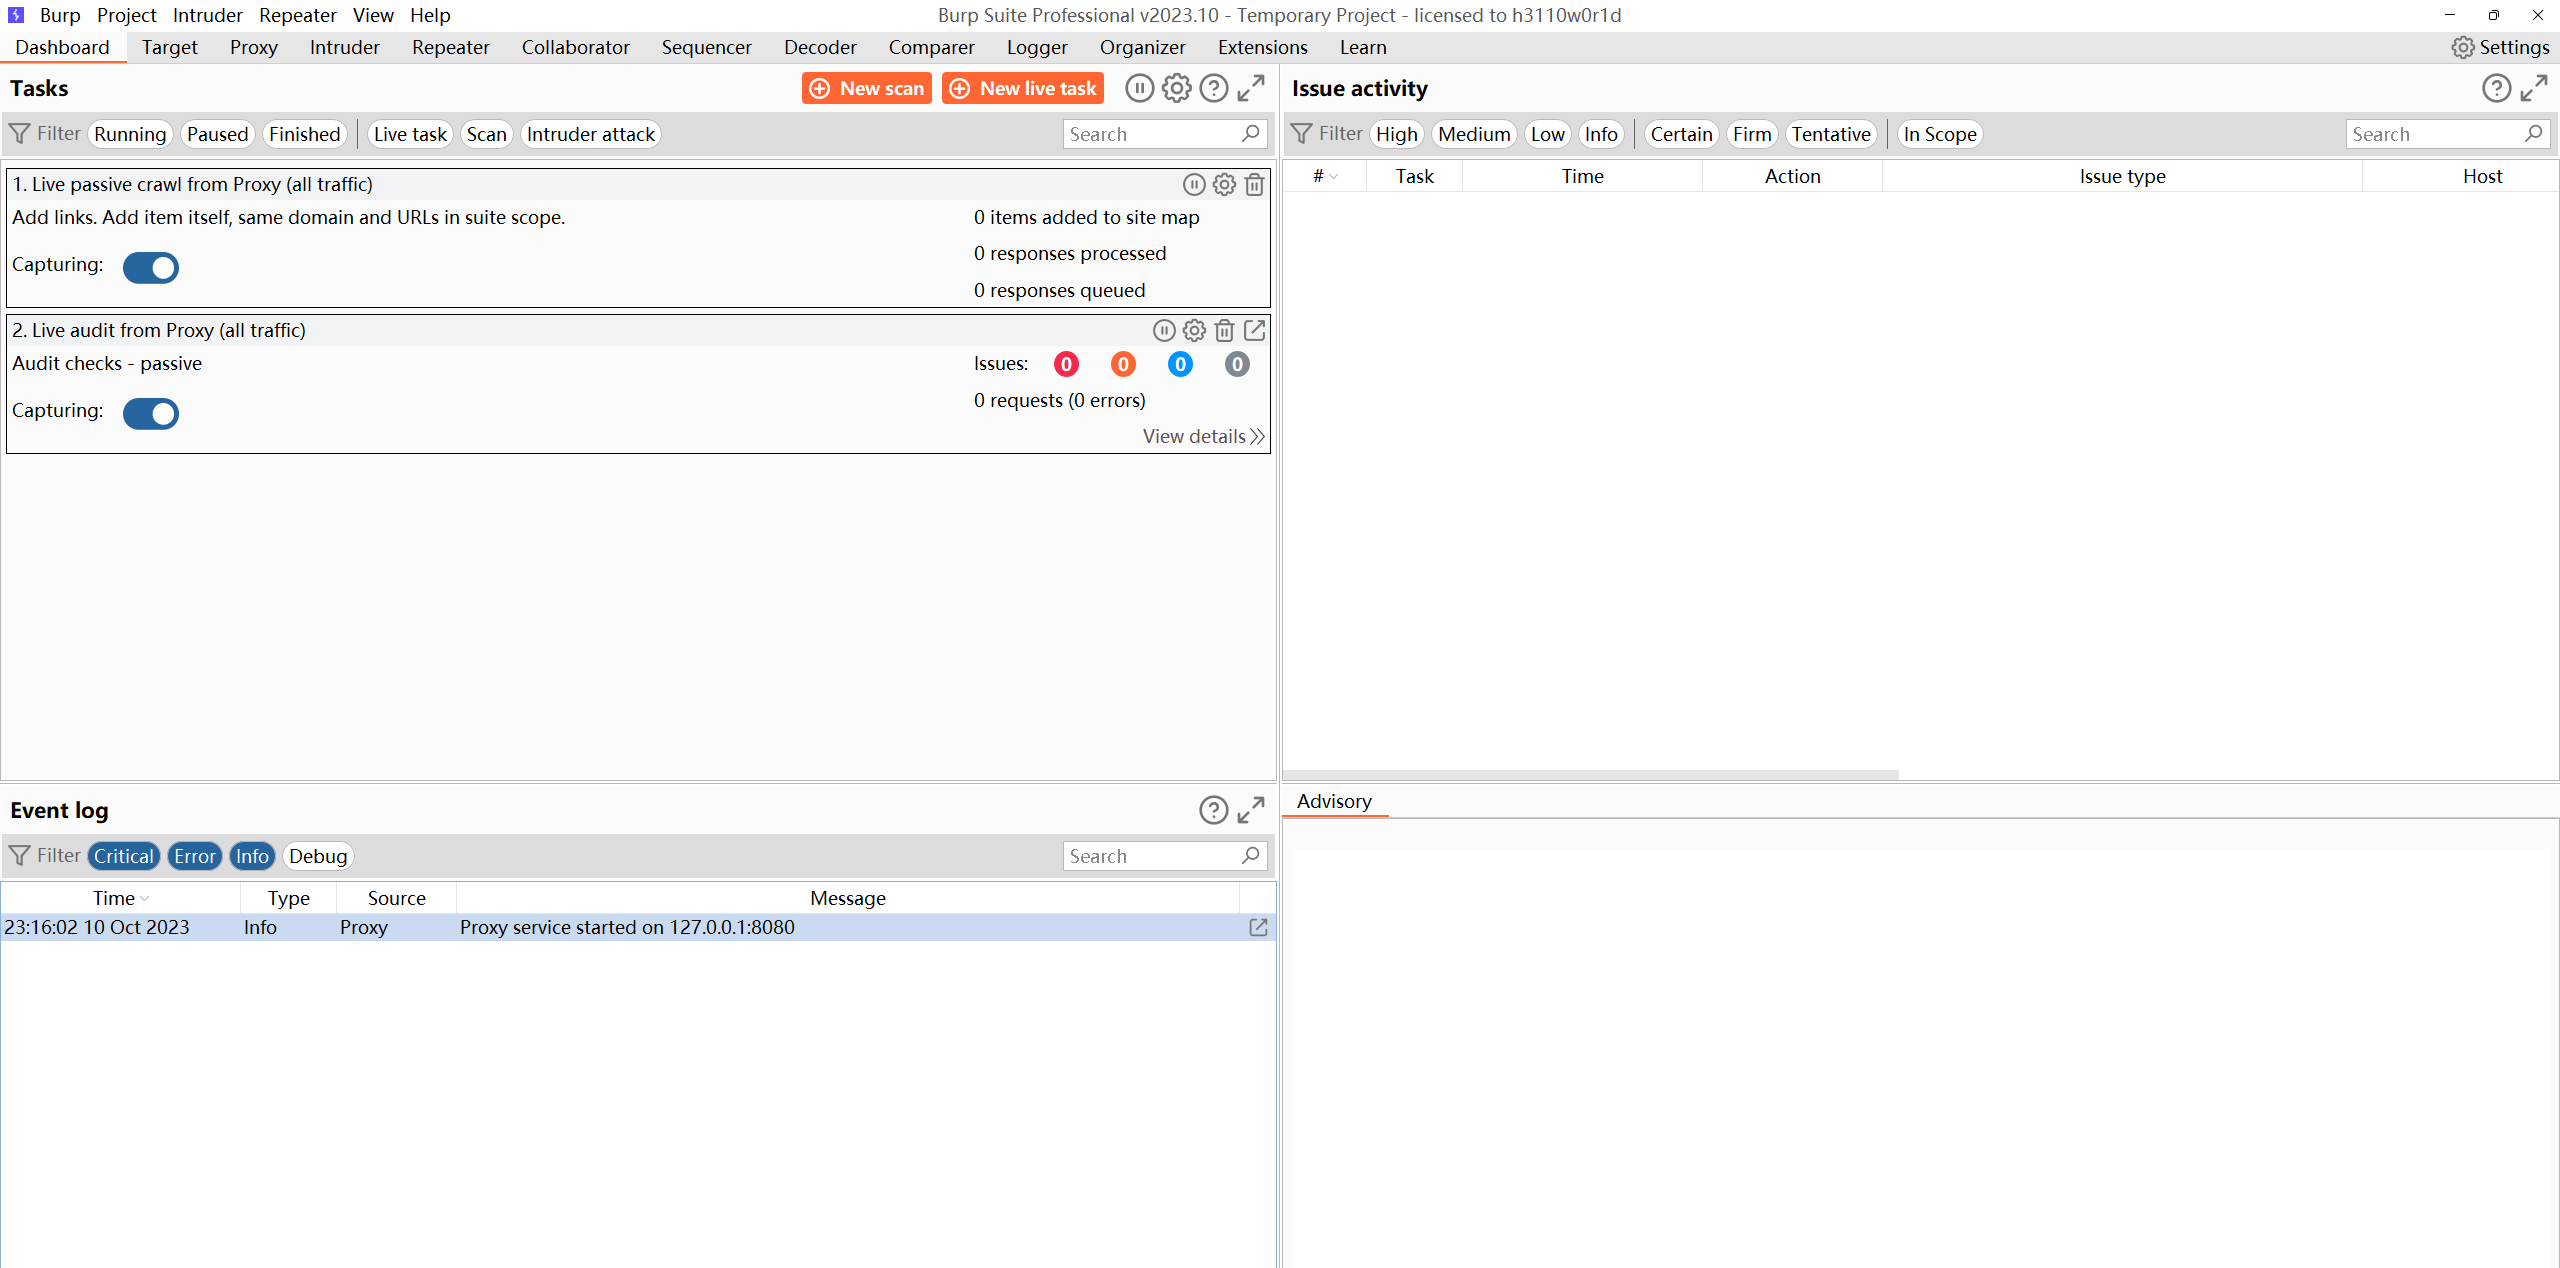 Burp Project Intruder Repeater View Help
Burp Suite Professional v2023.10 - Temporary Project - licensed to h3110w0r1d
Dashboard Target Proxy Intruder Repeater Collaborator Sequencer Decoder Comparer Logger Organizer Extensions Learn Settings
Tasks
New scan New live task
Filter Running Paused Finished Live task Scan Intruder attack Search
1. Live passive crawl from Proxy (all traffic)
Add links. Add item itself, same domain and URLs in suite scope.
0 items added to site map
0 responses processed
Capturing:
0 responses queued
2. Live audit from Proxy (all traffic)
Audit checks - passive
Issues: 0 0 0 0
0 requests (0 errors)
Capturing:
View details
Issue activity
Filter High Medium Low Info Certain Firm Tentative In Scope Search
# Task Time Action Issue type Host
Event log
Filter Critical Error Info Debug Search
Time Type Source Message
23:16:02 10 Oct 2023 Info Proxy Proxy service started on 127.0.0.1:8080
Advisory